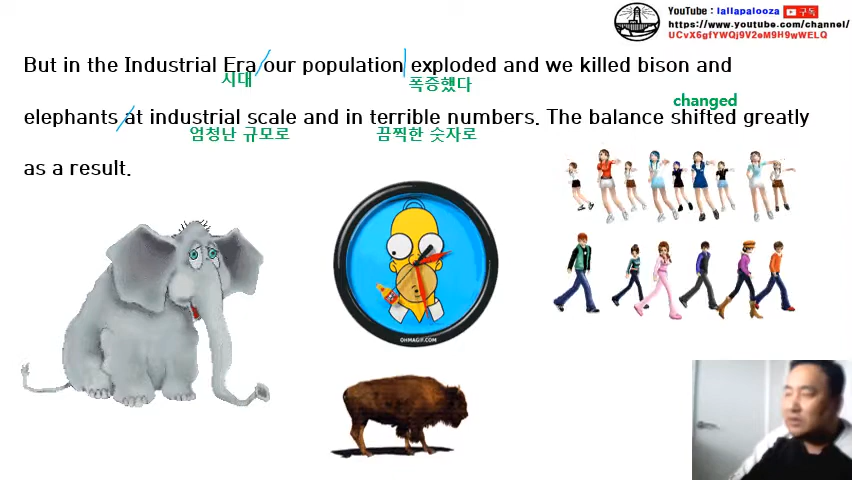 YouTube : lallapalooza 구독
https://www.youtube.com/channel/
UCvX6gfYWQj9V2eM9H9wWELQ
But in the Industrial Era our population exploded and we killed bison and
시대 폭증했다
changed
elephants at industrial scale and in terrible numbers. The balance shifted greatly
엄청난 규모로 끔찍한 숫자로
as a result.
OHMAGIF.COM